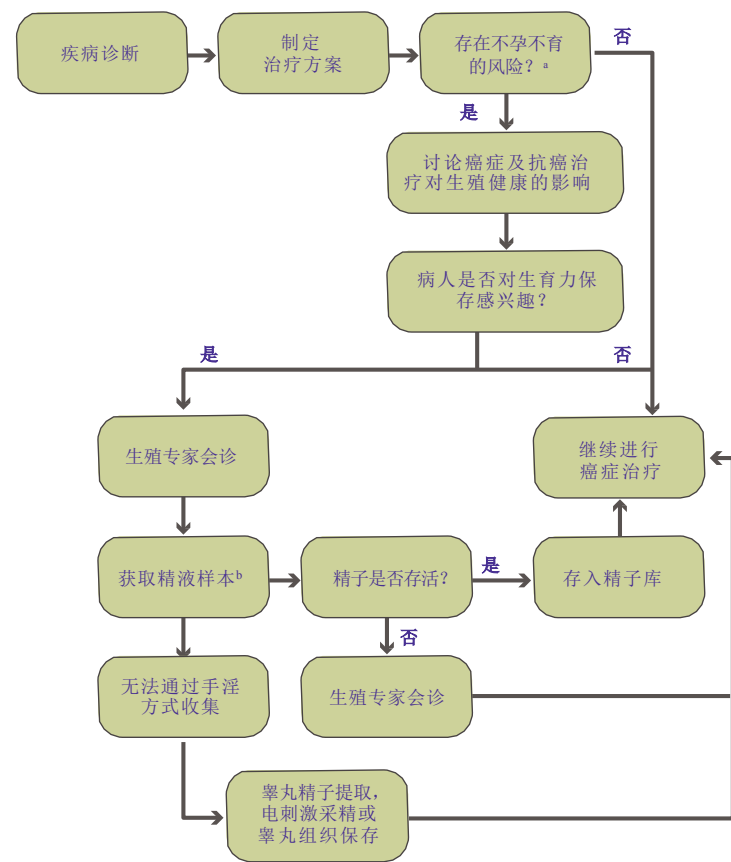 疾病诊断
制定
治疗方案
存在不孕不育
的风险？ᵃ
否
是
讨论癌症及抗癌治
疗对生殖健康的影响
病人是否对生育力保
存感兴趣？
是
否
生殖专家会诊
继续进行
癌症治疗
获取精液样本ᵇ
精子是否存活？
是
存入精子库
否
无法通过手淫
方式收集
生殖专家会诊
睾丸精子提取，
电刺激采精或
睾丸组织保存